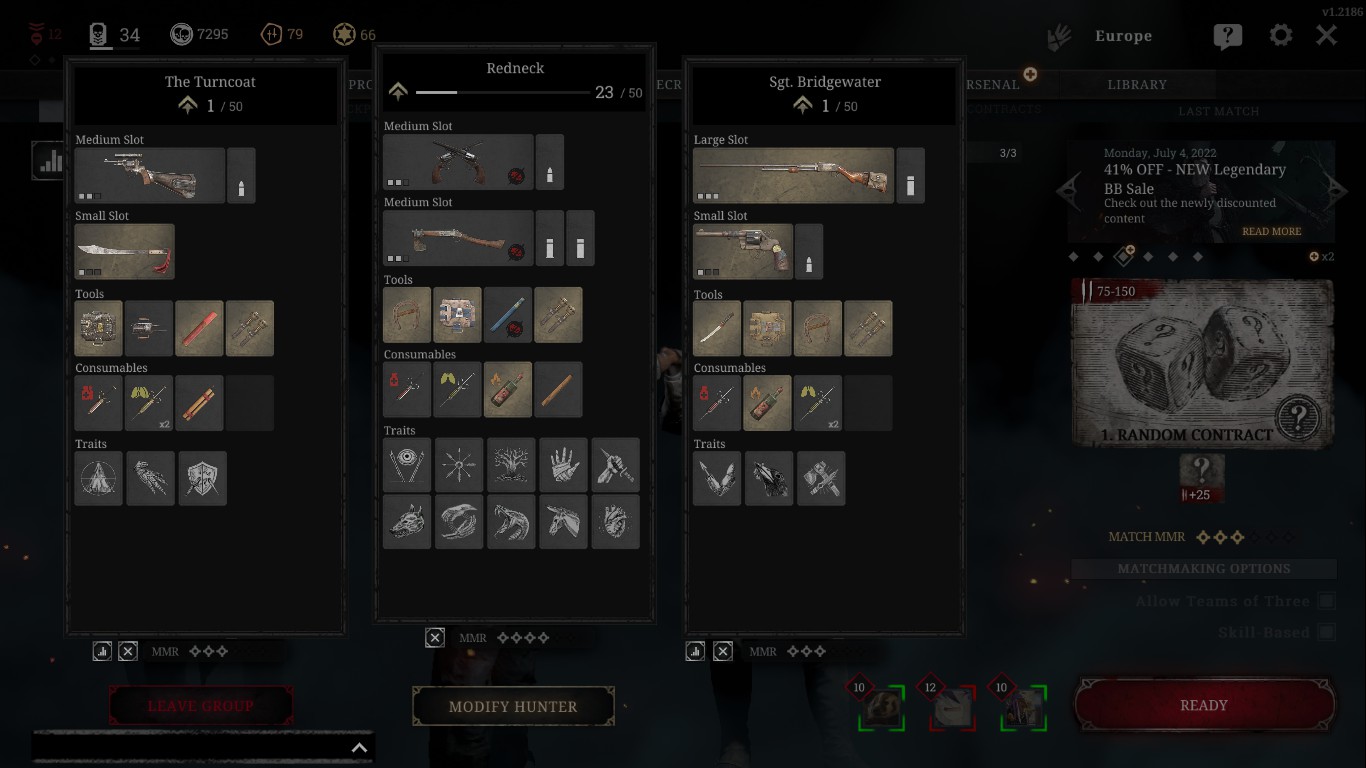 v1.2186
12
34
7295
79
66
Europe
PRO
ECR
RSENAL
LIBRARY
CONTRACTS
LAST MATCH
The Turncoat
1 / 50
Medium Slot
Small Slot
Tools
Consumables
x2
Traits
MMR
Redneck
23 / 50
Medium Slot
Medium Slot
Tools
Consumables
Traits
MMR
Sgt. Bridgewater
1 / 50
Large Slot
Small Slot
Tools
Consumables
x2
Traits
MMR
3/3
Monday, July 4, 2022
41% OFF - NEW Legendary
BB Sale
Check out the newly discounted
content
READ MORE
x2
75-150
1. RANDOM CONTRACT
+25
MATCH MMR
MATCHMAKING OPTIONS
Allow Teams of Three
Skill-Based
LEAVE GROUP
MODIFY HUNTER
10
12
10
READY